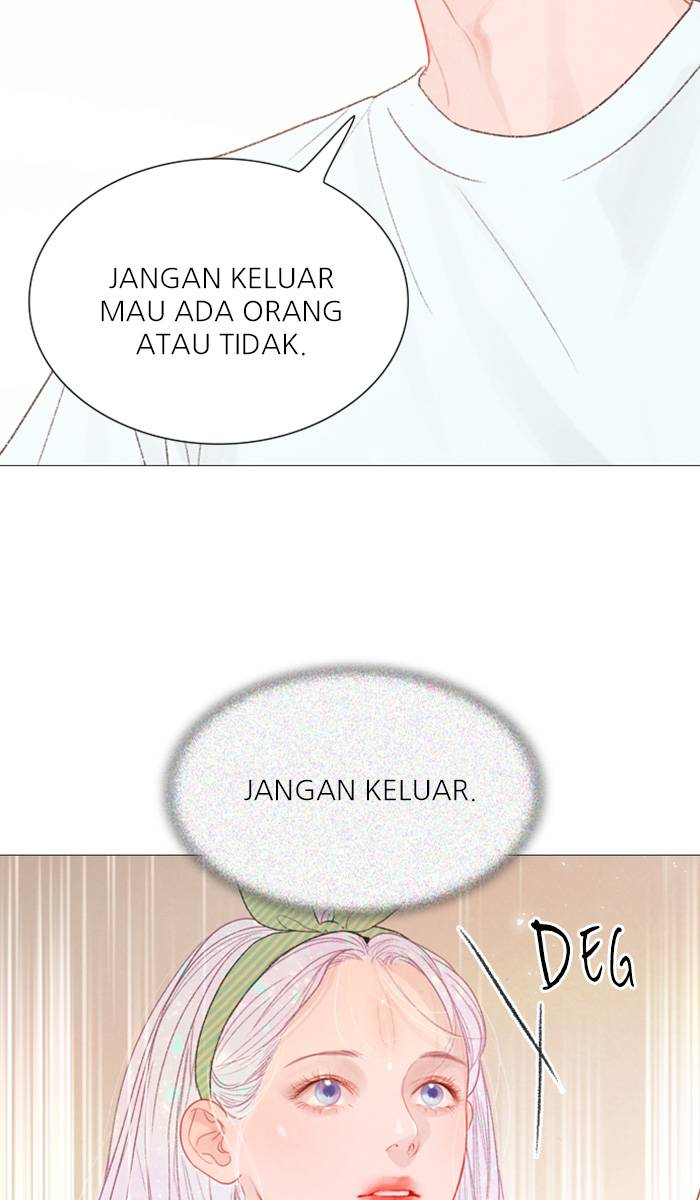 JANGAN KELUAR
MAU ADA ORANG
ATAU TIDAK.
JANGAN KELUAR.
DEG